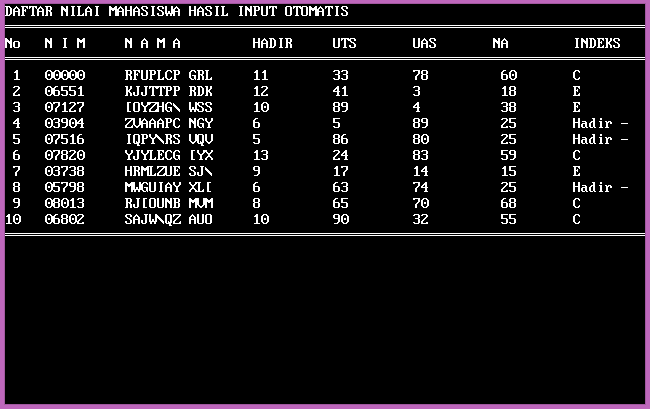 DAFTAR NILAI MAHASISWA HASIL INPUT OTOMATIS
No N I M N A M A HADIR UTS UAS NA INDEKS
1 00000 RFUPLCP GRL 11 33 78 60 C
2 06551 KJJTTPP RDK 12 41 3 18 E
3 07127 [OYZHG\ WSS 10 89 4 38 E
4 03904 ZVAAAPC NGY 6 5 89 25 Hadir -
5 07516 IQPY\RS VQV 5 86 80 25 Hadir -
6 07820 YJYLECG [YX 13 24 83 59 C
7 03738 HRMLZUE SJ\ 9 17 14 15 E
8 05798 MWGUIAY XL[ 6 63 74 25 Hadir -
9 08013 RJ[OUNB MVM 8 65 70 68 C
10 06802 SAJW\QZ AUO 10 90 32 55 C